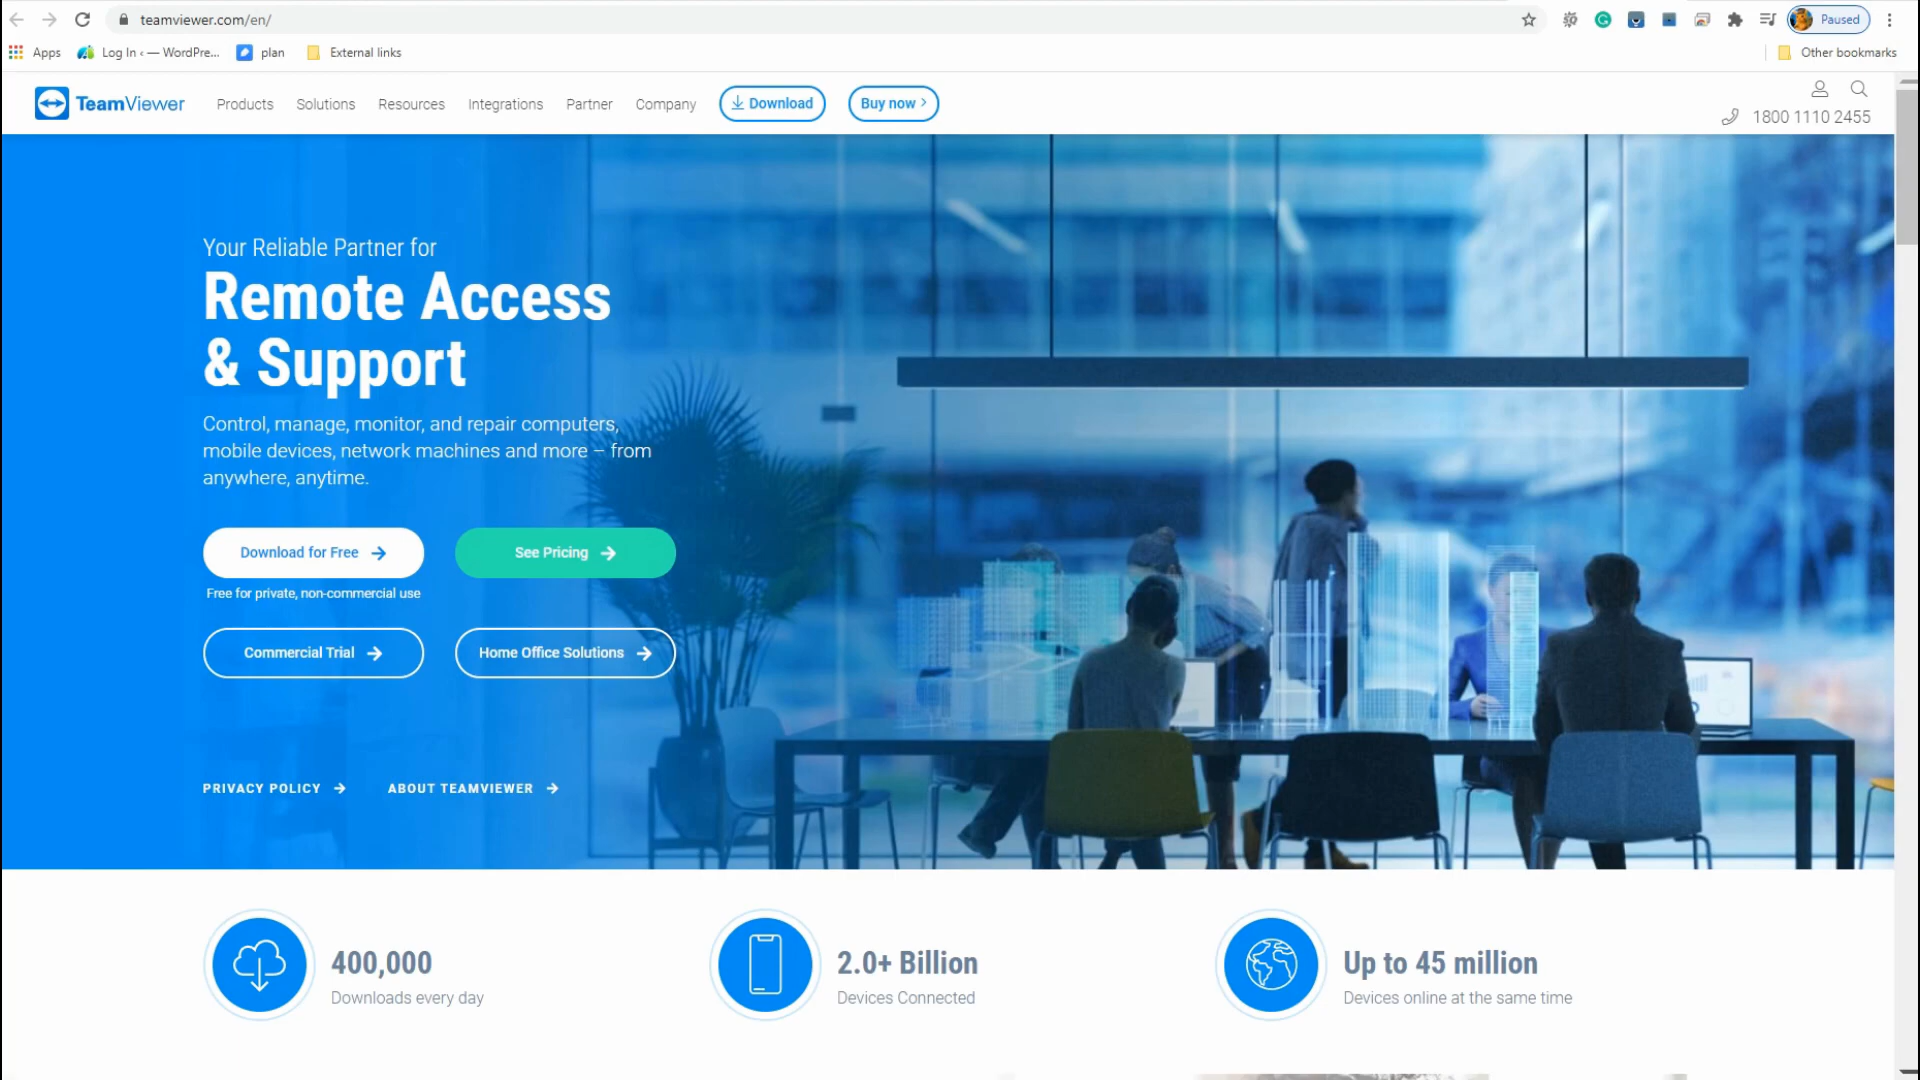 teamviewer.com/en/
Paused
Apps
Log In ‹ — WordPre...
plan
External links
Other bookmarks
TeamViewer
Products
Solutions
Resources
Integrations
Partner
Company
Download
Buy now
1800 1110 2455
Your Reliable Partner for
Remote Access
& Support
Control, manage, monitor, and repair computers,
mobile devices, network machines and more – from
anywhere, anytime.
Download for Free
See Pricing
Free for private, non-commercial use
Commercial Trial
Home Office Solutions
PRIVACY POLICY
ABOUT TEAMVIEWER
400,000
Downloads every day
2.0+ Billion
Devices Connected
Up to 45 million
Devices online at the same time